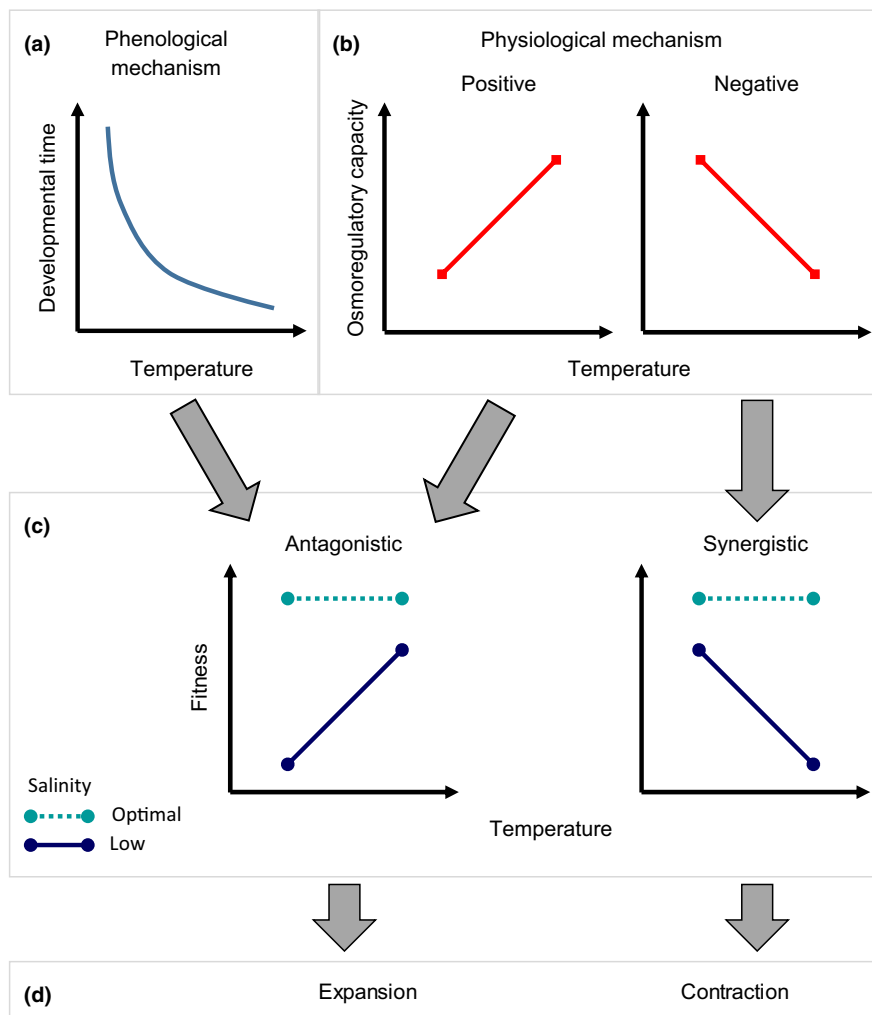 (a)
Phenological
mechanism
Developmental time
Temperature
(b)
Physiological mechanism
Positive
Negative
Osmoregulatory capacity
Temperature
(c)
Antagonistic
Synergistic
Fitness
Salinity
Optimal
Low
Temperature
(d)
Expansion
Contraction